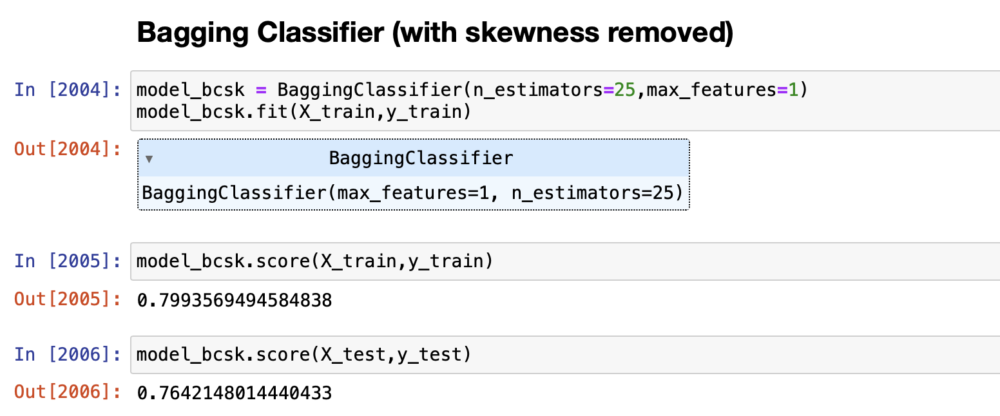 Bagging Classifier (with skewness removed)
In [2004]: model_bcsk = BaggingClassifier(n_estimators=25,max_features=1)
model_bcsk.fit(X_train,y_train)
Out[2004]: ▼ BaggingClassifier
BaggingClassifier(max_features=1, n_estimators=25)
In [2005]: model_bcsk.score(X_train,y_train)
Out[2005]: 0.7993569494584838
In [2006]: model_bcsk.score(X_test,y_test)
Out[2006]: 0.7642148014440433